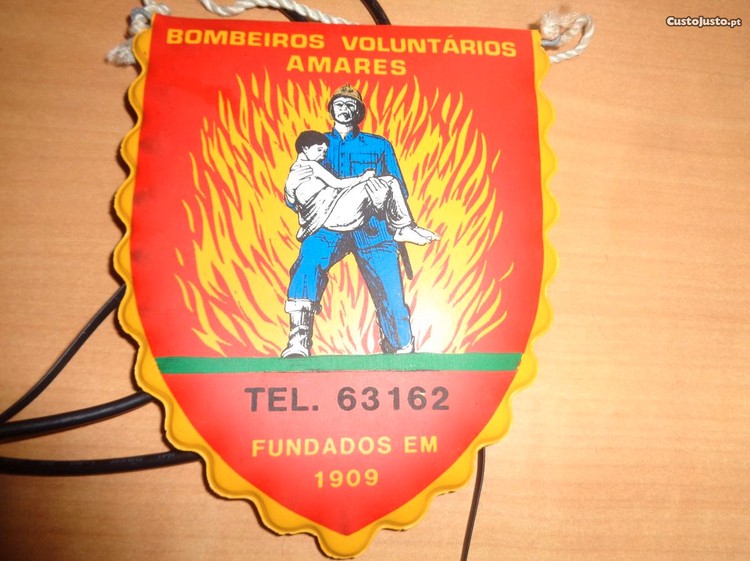 CustoJusto.pt
BOMBEIROS VOLUNTÁRIOS
AMARES
TEL. 63162
FUNDADOS EM
1909